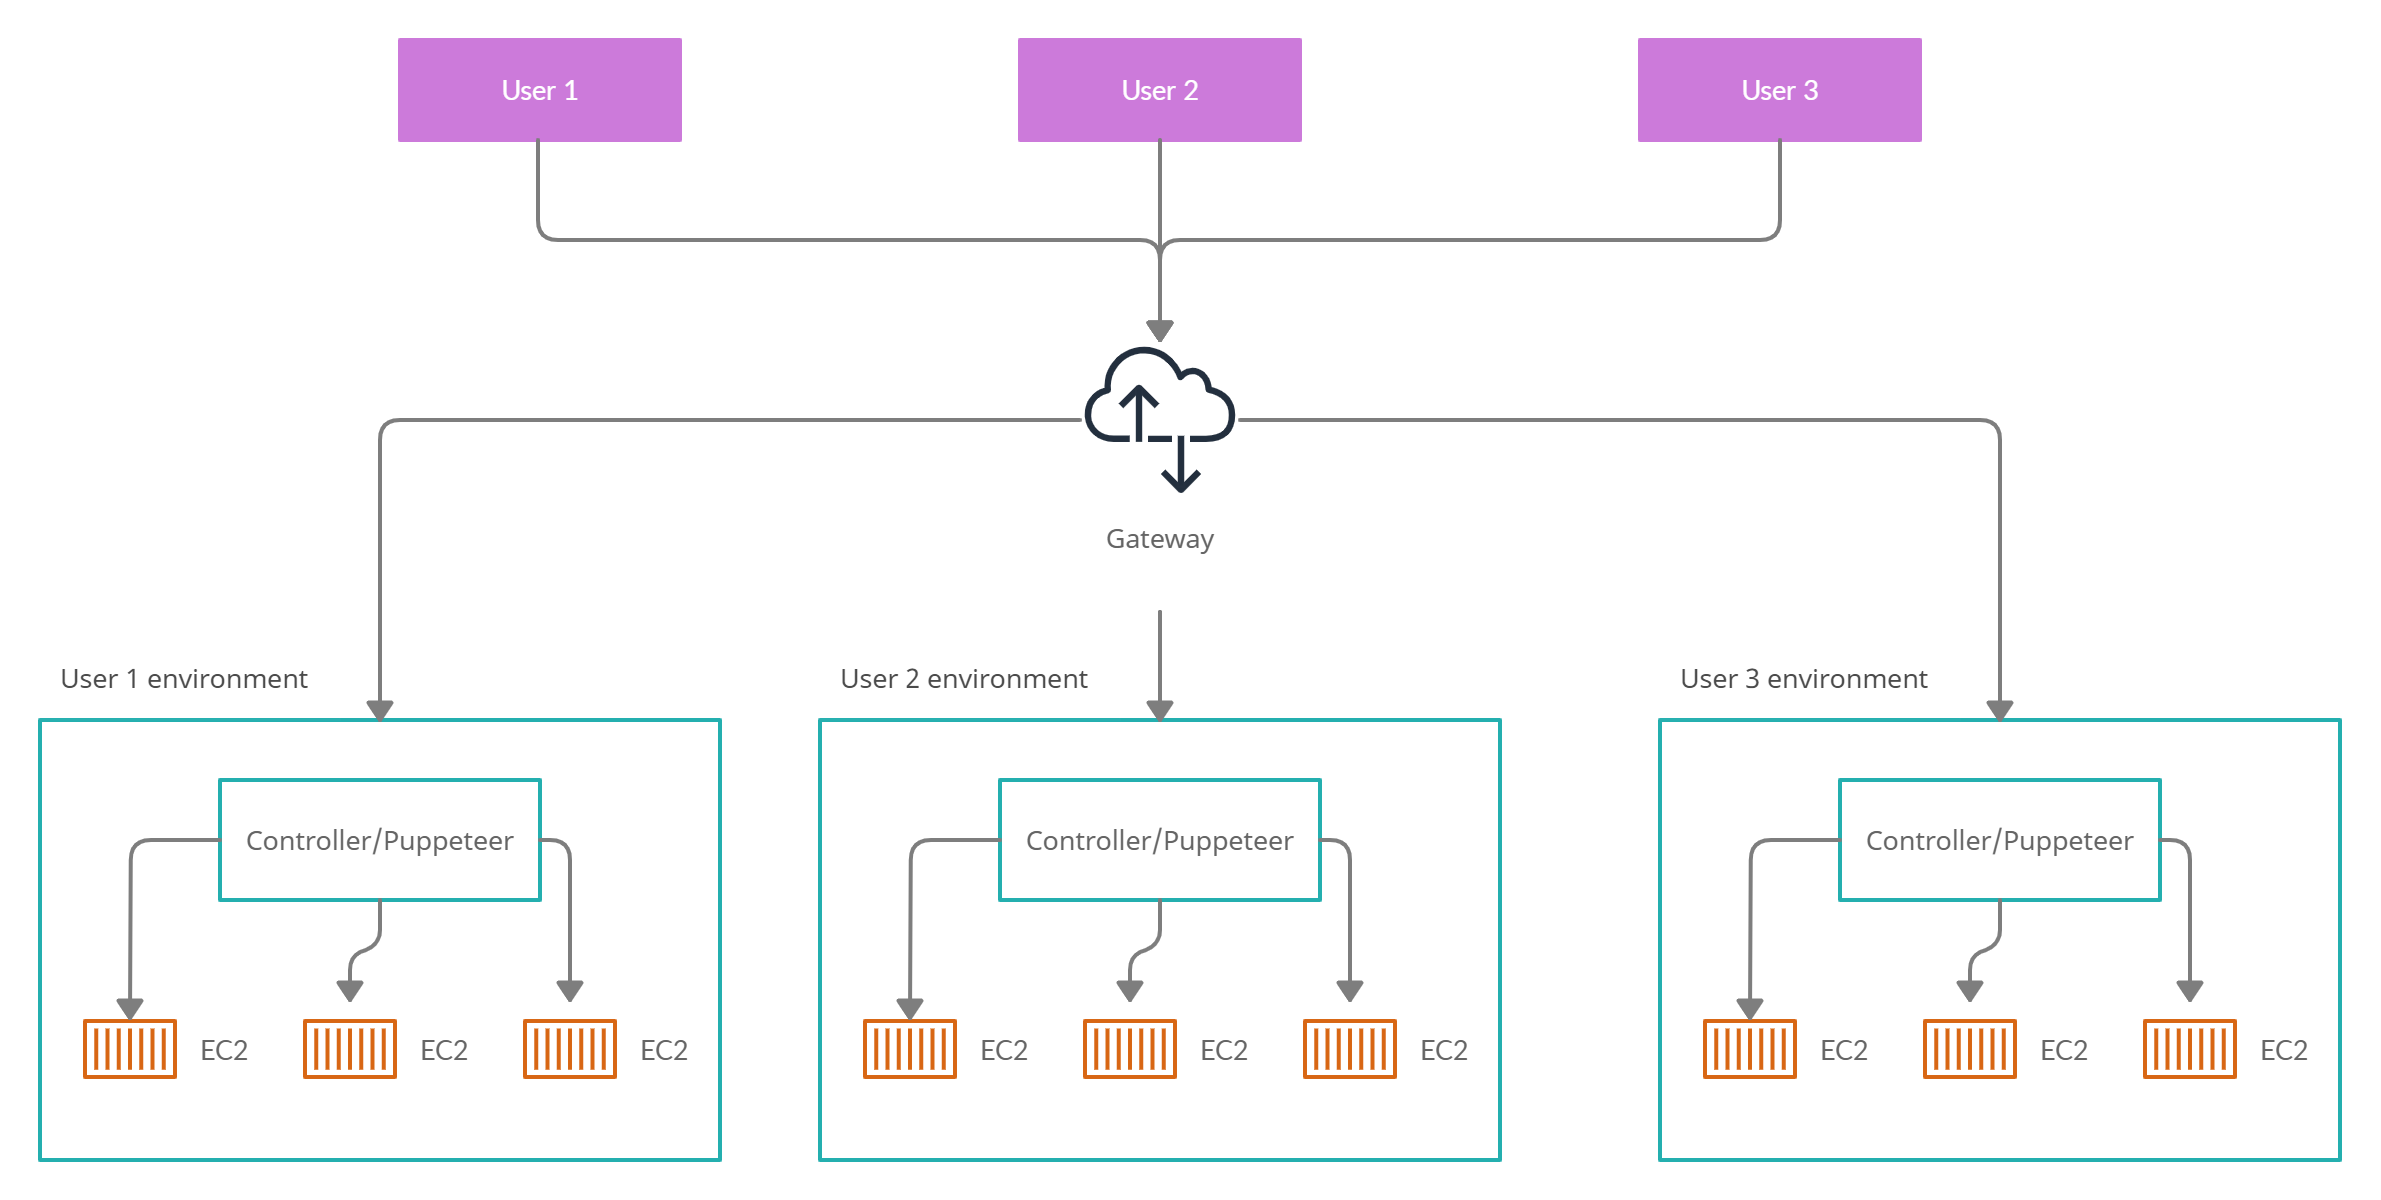 User 1
User 2
User 3
Gateway
User 1 environment
User 2 environment
User 3 environment
Controller/Puppeteer
Controller/Puppeteer
Controller/Puppeteer
EC2
EC2
EC2
EC2
EC2
EC2
EC2
EC2
EC2